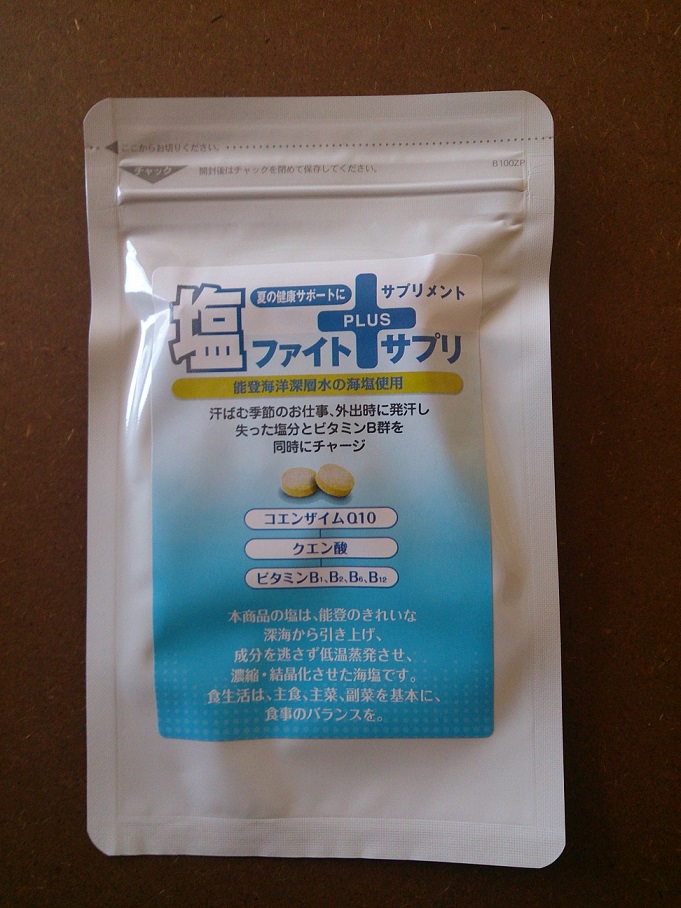 ここからお切りください。
チャック
開封後はチャックを閉めて保存してください。
B100ZP
夏の健康サポートに
サプリメント
塩ファイトPLUSサプリ
能登海洋深層水の海塩使用
汗ばむ季節のお仕事、外出時に発汗し
失った塩分とビタミンB群を
同時にチャージ
コエンザイムQ10
クエン酸
ビタミンB1、B2、B6、B12
本商品の塩は、能登のきれいな
深海から引き上げ、
成分を逃さず低温蒸発させ、
濃縮・結晶化させた海塩です。
食生活は、主食、主菜、副菜を基本に、
食事のバランスを。